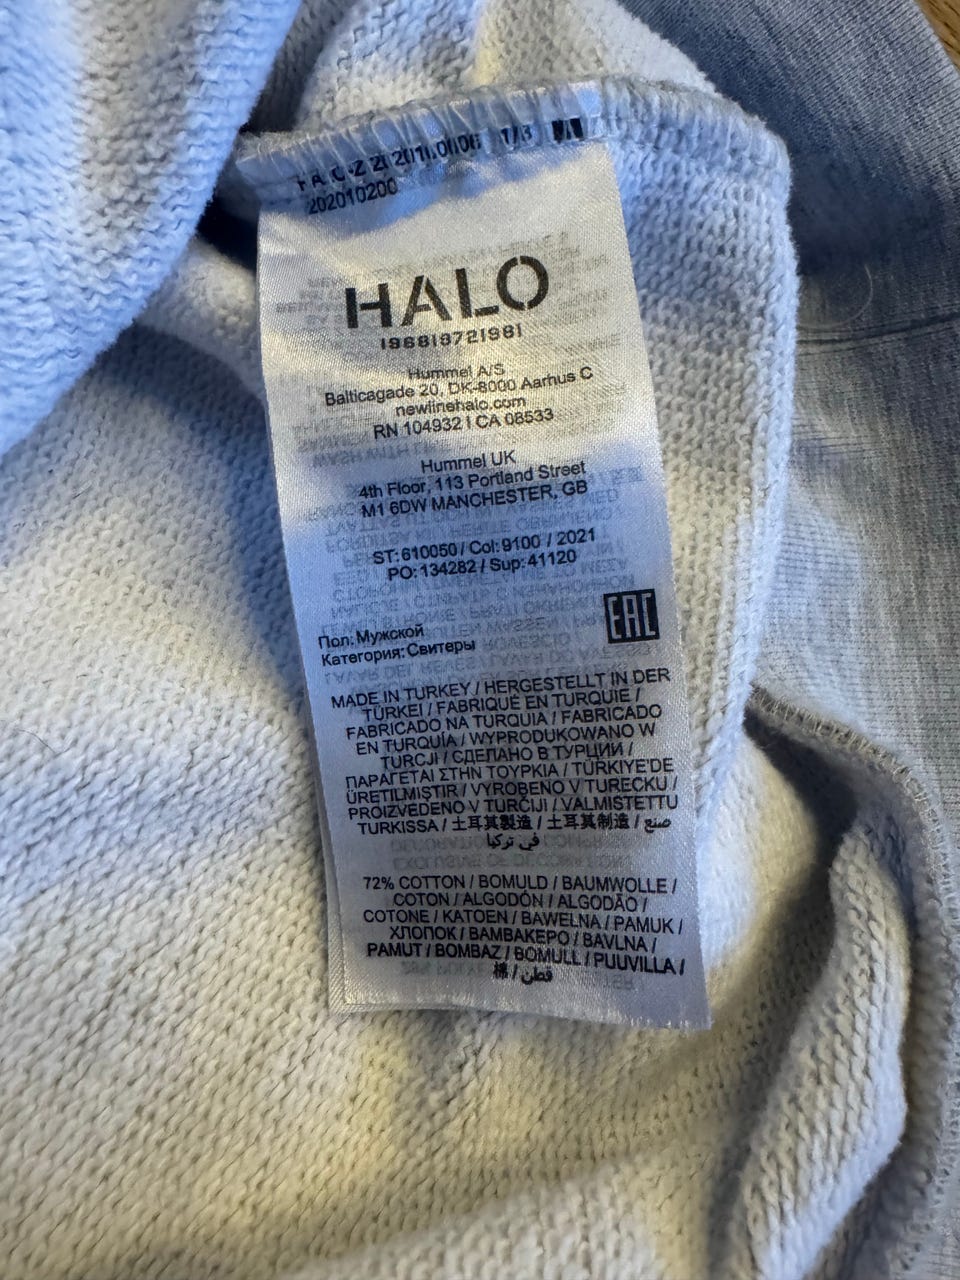 202010200
HALO
1968|872|981
Hummel A/S
Balticagade 20, DK-8000 Aarhus C
newlinehalo.com
RN 104932 | CA 08533
Hummel UK
4th Floor, 113 Portland Street
M1 6DW MANCHESTER, GB
ST: 610050 / Col: 9100 / 2021
PO: 134282 / Sup: 41120
EAC
Пол: Мужской
Категория: Свитеры
MADE IN TURKEY / HERGESTELLT IN DER
TÜRKEI / FABRIQUÉ EN TURQUIE /
FABRICADO NA TURQUIA / FABRICADO
EN TURQUÍA / WYPRODUKOWANO W
TURCJI / СДЕЛАНО В ТУРЦИИ /
ΠΑΡΑΓΕΤΑΙ ΣΤΗΝ ΤΟΥΡΚΙΑ / TÜRKIYE'DE
ÜRETILMISTIR / VYROBENO V TURECKU /
PROIZVEDENO V TURČIJI / VALMISTETTU
TURKISSA / 土耳其製造 / 土耳其制造 / صنع
في تركيا
72% COTTON / BOMULD / BAUMWOLLE /
COTON / ALGODÓN / ALGODÃO /
COTONE / KATOEN / BAWELNA / PAMUK /
ХЛОПОК / ΒΑΜΒΑΚΕΡΟ / BAVLNA /
PAMUT / BOMBAZ / BOMULL / PUUVILLA /
棉 / قطن